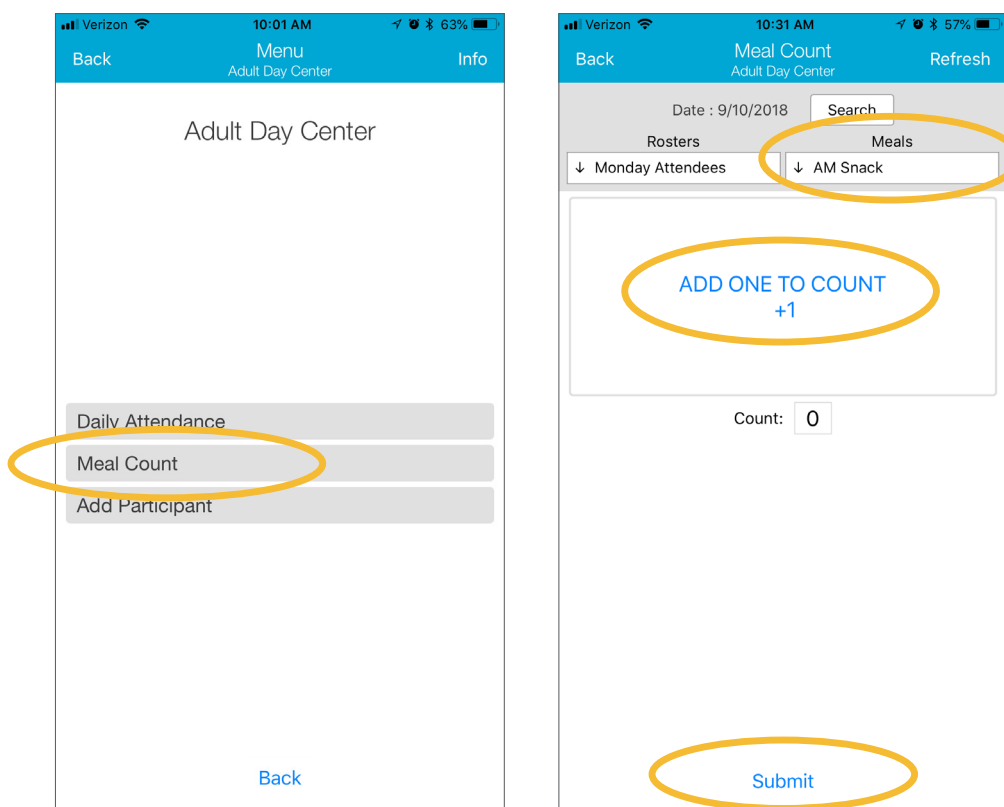 Verizon 10:01 AM 63%
Back Menu Info
Adult Day Center
Adult Day Center
Daily Attendance
Meal Count
Add Participant
Back
Verizon 10:31 AM 57%
Back Meal Count Refresh
Adult Day Center
Date : 9/10/2018 Search
Rosters Meals
↓ Monday Attendees ↓ AM Snack
ADD ONE TO COUNT
+1
Count: 0
Submit